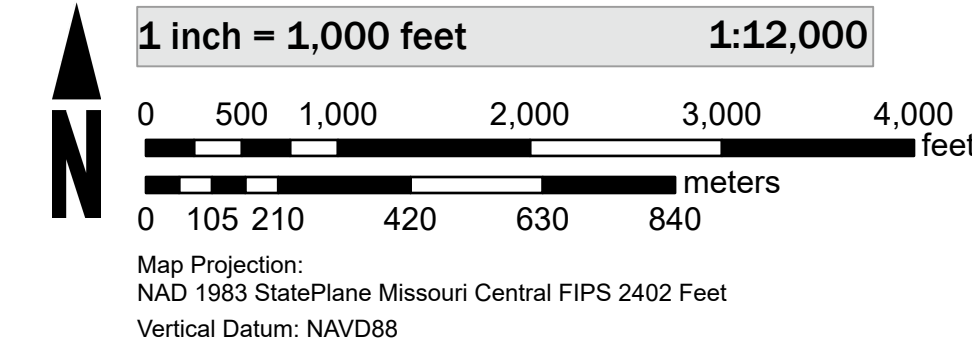 1 inch = 1,000 feet 1:12,000
0 500 1,000 2,000 3,000 4,000
feet
N
meters
0 105 210 420 630 840
Map Projection:
NAD 1983 StatePlane Missouri Central FIPS 2402 Feet
Vertical Datum: NAVD88